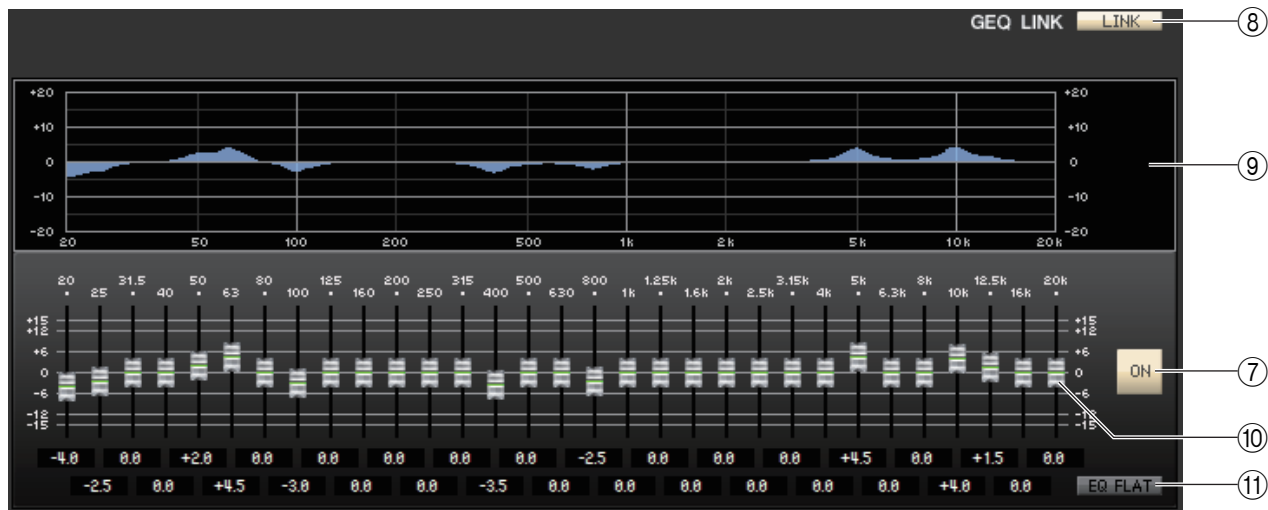 GEQ LINK LINK ⑧
+20 +20
+10 +10
0 0 ⑨
-10 -10
-20 -20
20 50 100 200 500 1k 2k 5k 10k 20k
20 31.5 50 80 125 200 315 500 800 1.25k 2k 3.15k 5k 8k 12.5k 20k
25 40 63 100 160 250 400 630 1k 1.6k 2.5k 4k 6.3k 10k 16k
+15 +15
+12 +12
+6 +6
0 0 ON ⑦
-6 -6
-12 -12
-15 -15
⑩
-4.0 0.0 +2.0 0.0 0.0 0.0 0.0 0.0 -2.5 0.0 0.0 0.0 +4.5 0.0 +1.5 0.0
-2.5 0.0 +4.5 -3.0 0.0 0.0 -3.5 0.0 0.0 0.0 0.0 0.0 0.0 +4.0 0.0 EQ FLAT ⑪